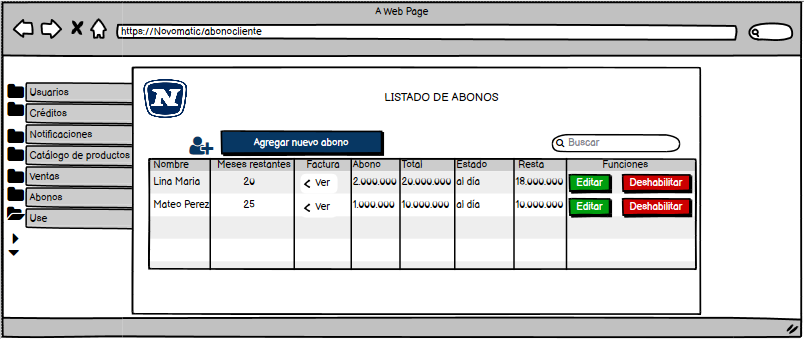 A Web Page
https://Novomatic/abonocliente
Usuarios
Créditos
Notificaciones
Catálogo de productos
Ventas
Abonos
Use
N
LISTADO DE ABONOS
Agregar nuevo abono
Buscar
Nombre Meses restantes Factura Abono Total Estado Resta Funciones
Lina Maria 20 < Ver 2.000.000 20.000.000 al día 18.000.000 Editar Deshabilitar
Mateo Perez 25 < Ver 1.000.000 10.000.000 al día 10.000.000 Editar Deshabilitar